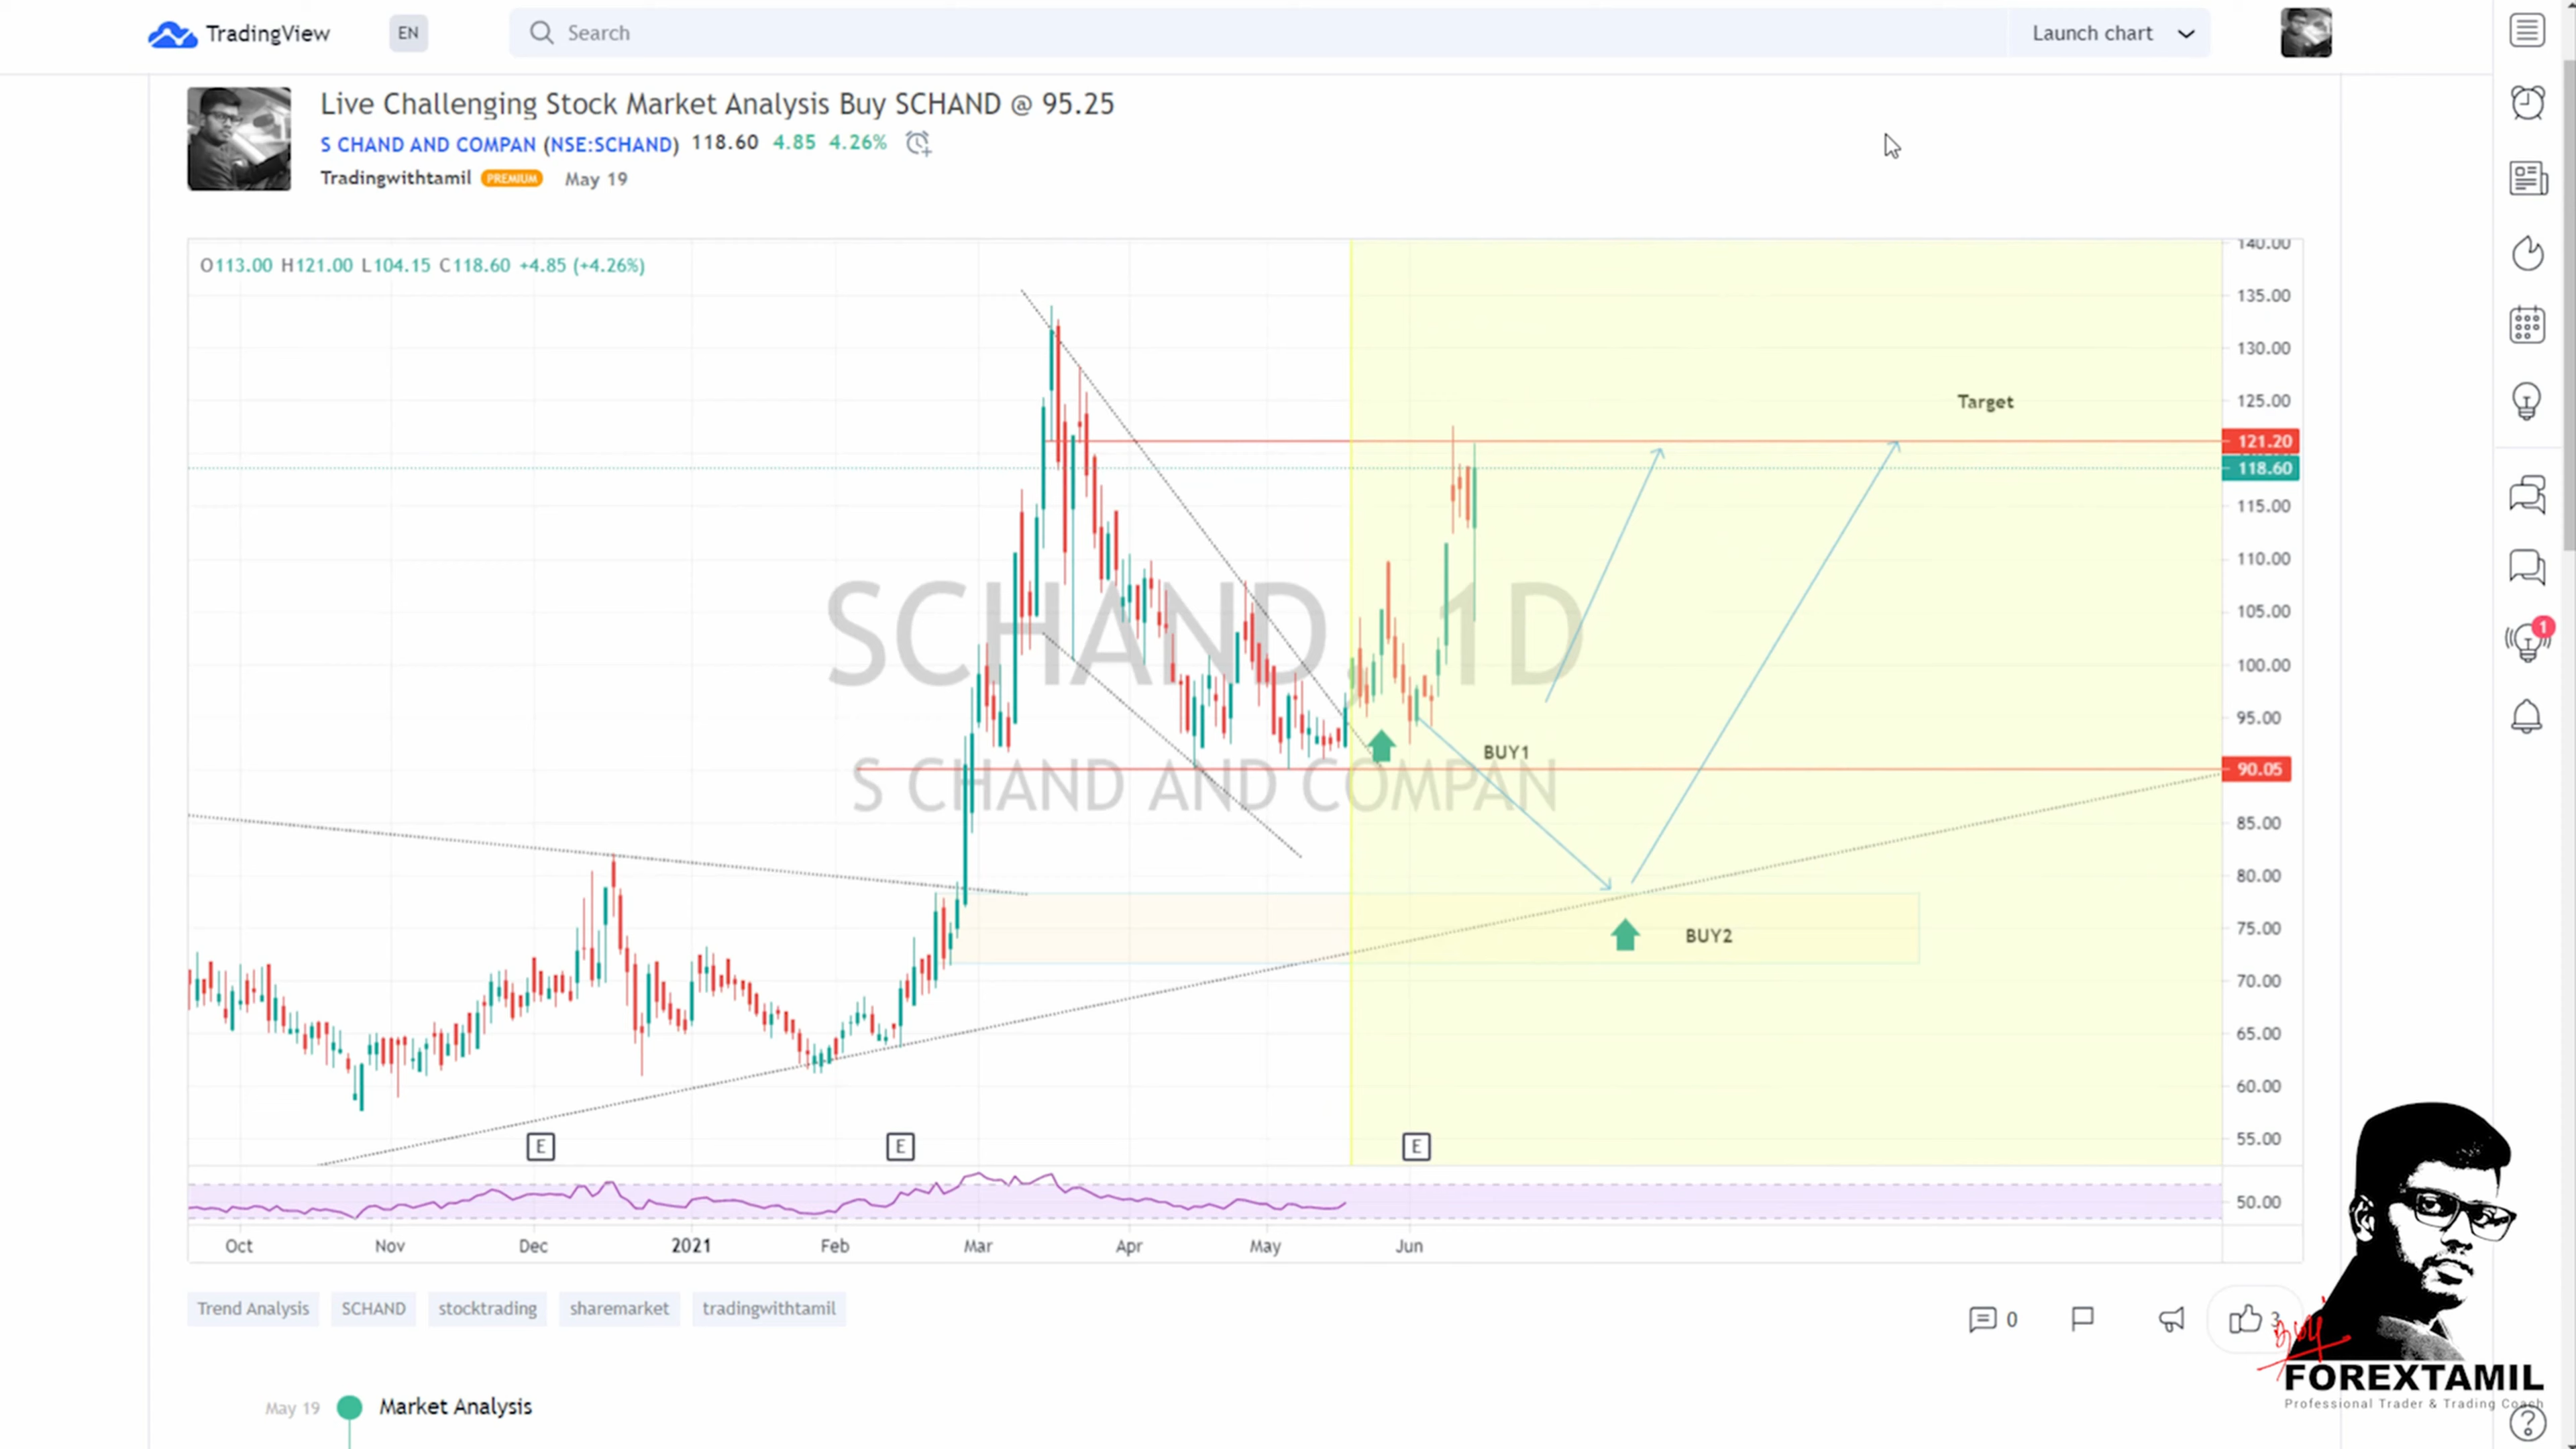 TradingView
EN
Search
Launch chart
Live Challenging Stock Market Analysis Buy SCHAND @ 95.25
S CHAND AND COMPAN (NSE:SCHAND) 118.60 4.85 4.26%
Tradingwithtamil PREMIUM May 19
O113.00 H121.00 L104.15 C118.60 +4.85 (+4.26%)
140.00
135.00
130.00
125.00
Target
121.20
118.60
115.00
110.00
105.00
SCHAND, 1D
1
100.00
95.00
BUY1
90.05
S CHAND AND COMPAN
85.00
80.00
75.00
BUY2
70.00
65.00
60.00
55.00
E E E
50.00
Oct Nov Dec 2021 Feb Mar Apr May Jun
Trend Analysis SCHAND stocktrading sharemarket tradingwithtamil
0
3
FOREXTAMIL
Professional Trader & Trading Coach
May 19 Market Analysis